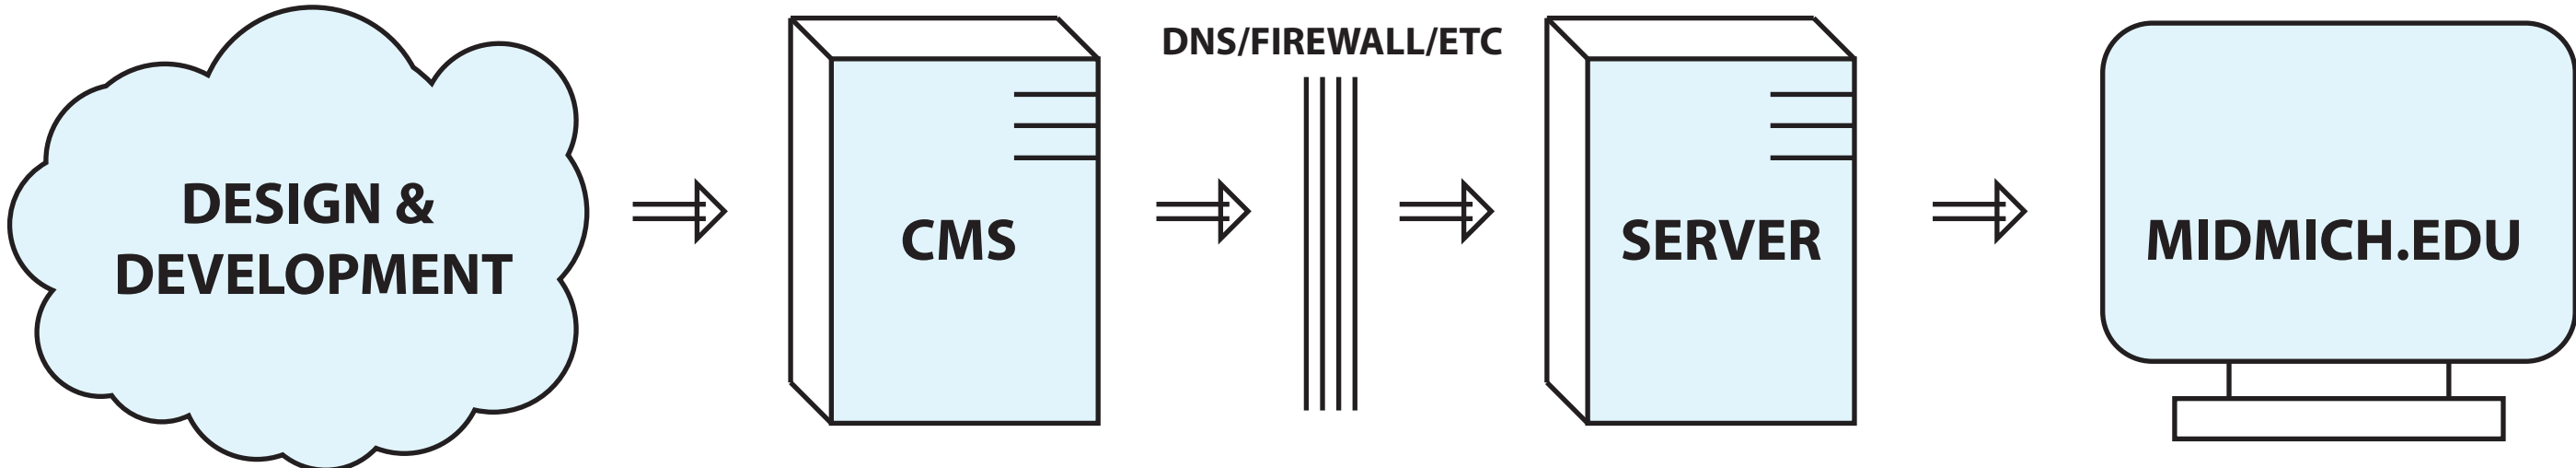 DESIGN &
DEVELOPMENT
CMS
DNS/FIREWALL/ETC
SERVER
MIDMICH.EDU